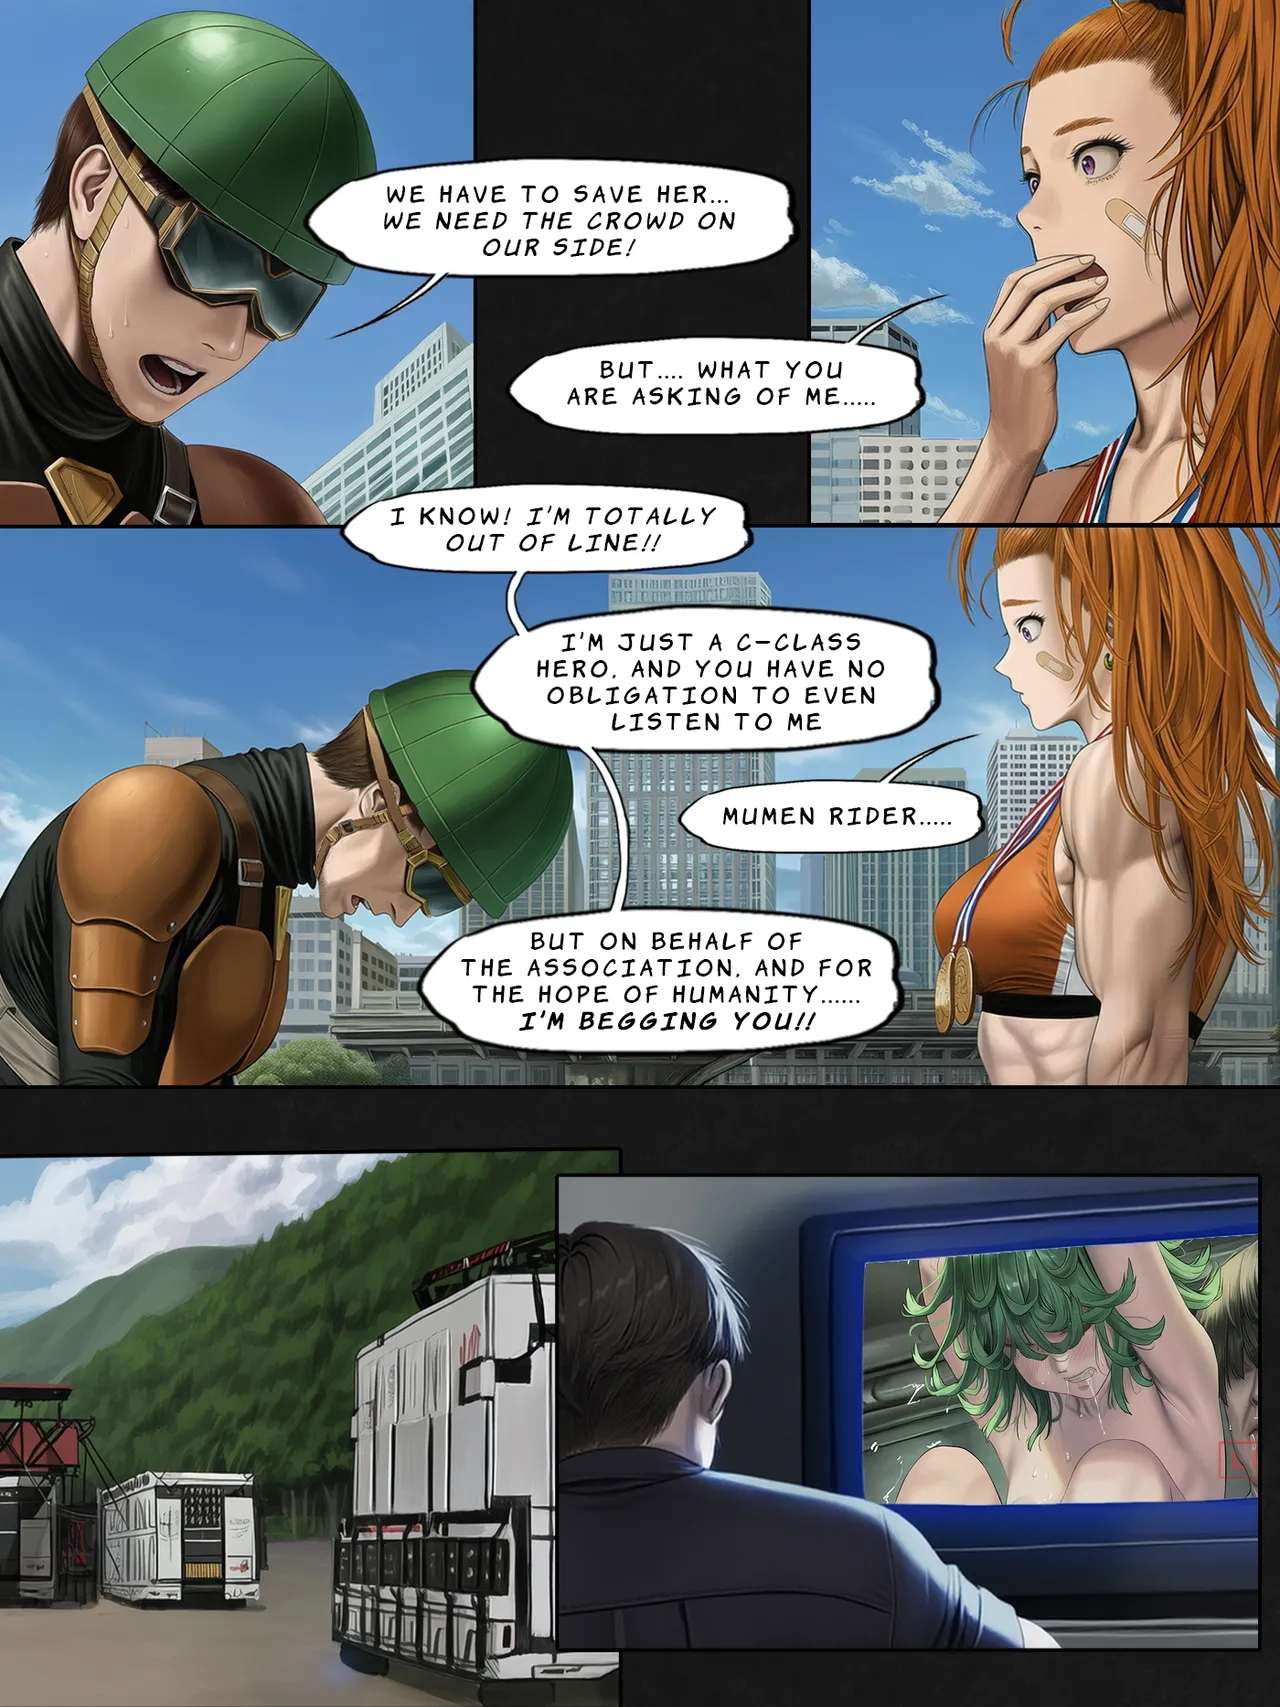 WE HAVE TO SAVE HER...
WE NEED THE CROWD ON
OUR SIDE!
BUT.... WHAT YOU
ARE ASKING OF ME.....
I KNOW! I'M TOTALLY
OUT OF LINE!!
I'M JUST A C-CLASS
HERO, AND YOU HAVE NO
OBLIGATION TO EVEN
LISTEN TO ME
MUMEN RIDER.....
BUT ON BEHALF OF
THE ASSOCIATION, AND FOR
THE HOPE OF HUMANITY......
I'M BEGGING YOU!!